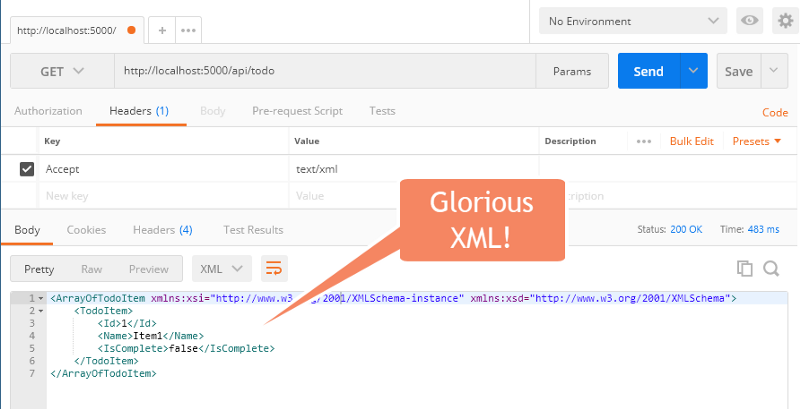 http://localhost:5000/
+
•••
No Environment
GET
http://localhost:5000/api/todo
Params
Send
Save
Authorization
Headers (1)
Body
Pre-request Script
Tests
Code
Key
Value
Description
•••
Bulk Edit
Presets
Accept
text/xml
New key
Value
Glorious
XML!
Body
Cookies
Headers (4)
Test Results
Status: 200 OK
Time: 483 ms
Pretty
Raw
Preview
XML
1 <ArrayOfTodoItem xmlns:xsi="http://www.w3.org/2001/XMLSchema-instance" xmlns:xsd="http://www.w3.org/2001/XMLSchema">
2 <TodoItem>
3 <Id>1</Id>
4 <Name>Item1</Name>
5 <IsComplete>false</IsComplete>
6 </TodoItem>
7 </ArrayOfTodoItem>